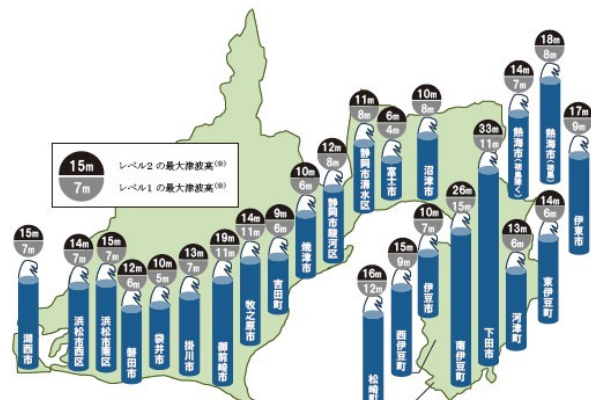 15m レベル2の最大津波高(※)
7m レベル1の最大津波高(※)
15m
7m
湖西市
14m
7m
浜松市西区
15m
7m
浜松市南区
12m
6m
磐田市
10m
5m
袋井市
13m
7m
掛川市
19m
11m
御前崎市
14m
11m
牧之原市
9m
6m
吉田町
10m
6m
焼津市
12m
8m
静岡市駿河区
11m
8m
静岡市清水区
6m
4m
富士市
10m
8m
沼津市
16m
12m
松崎町
15m
9m
西伊豆町
10m
7m
伊豆市
26m
15m
南伊豆町
33m
11m
下田市
13m
6m
河津町
14m
6m
東伊豆町
14m
7m
熱海市(初島除く)
18m
8m
熱海市(初島)
17m
9m
伊東市